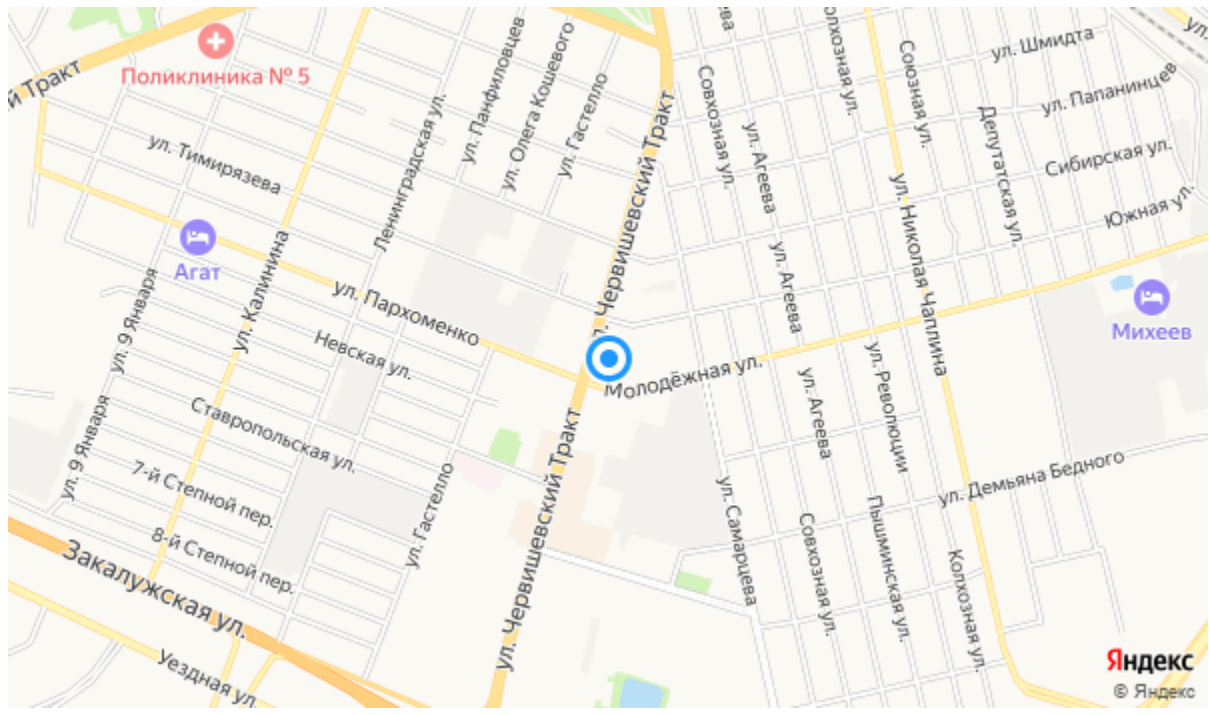 ул. Шмидта
ул. Папанинцев
Сибирская ул.
Южная ул.
Поликлиника № 5
й Тракт
ул. Панфиловцев
ул. Олега Кошевого
ул. Гастелло
Ленинградская ул.
ул. Тимирязева
ул. Червишевский Тракт
Совхозная ул.
ул. Агеева
олхозная ул.
Союзная ул.
Депутатская ул.
ул. Николая Чаплина
ул. Агеева
Агат
ул. Калинина
ул. 9 Января
ул. Пархоменко
Невская ул.
Молодёжная ул.
Михеев
ул. Революции
ул. Агеева
ул. 9 Января
Ставропольская ул.
7-й Степной пер.
8-й Степной пер.
ул. Гастелло
ул. Червишевский Тракт
ул. Самарцева
Совхозная ул.
Пышминская ул.
Колхозная ул.
ул. Демьяна Бедного
Закалужская ул.
Уездная ул.
Яндекс
© Яндекс